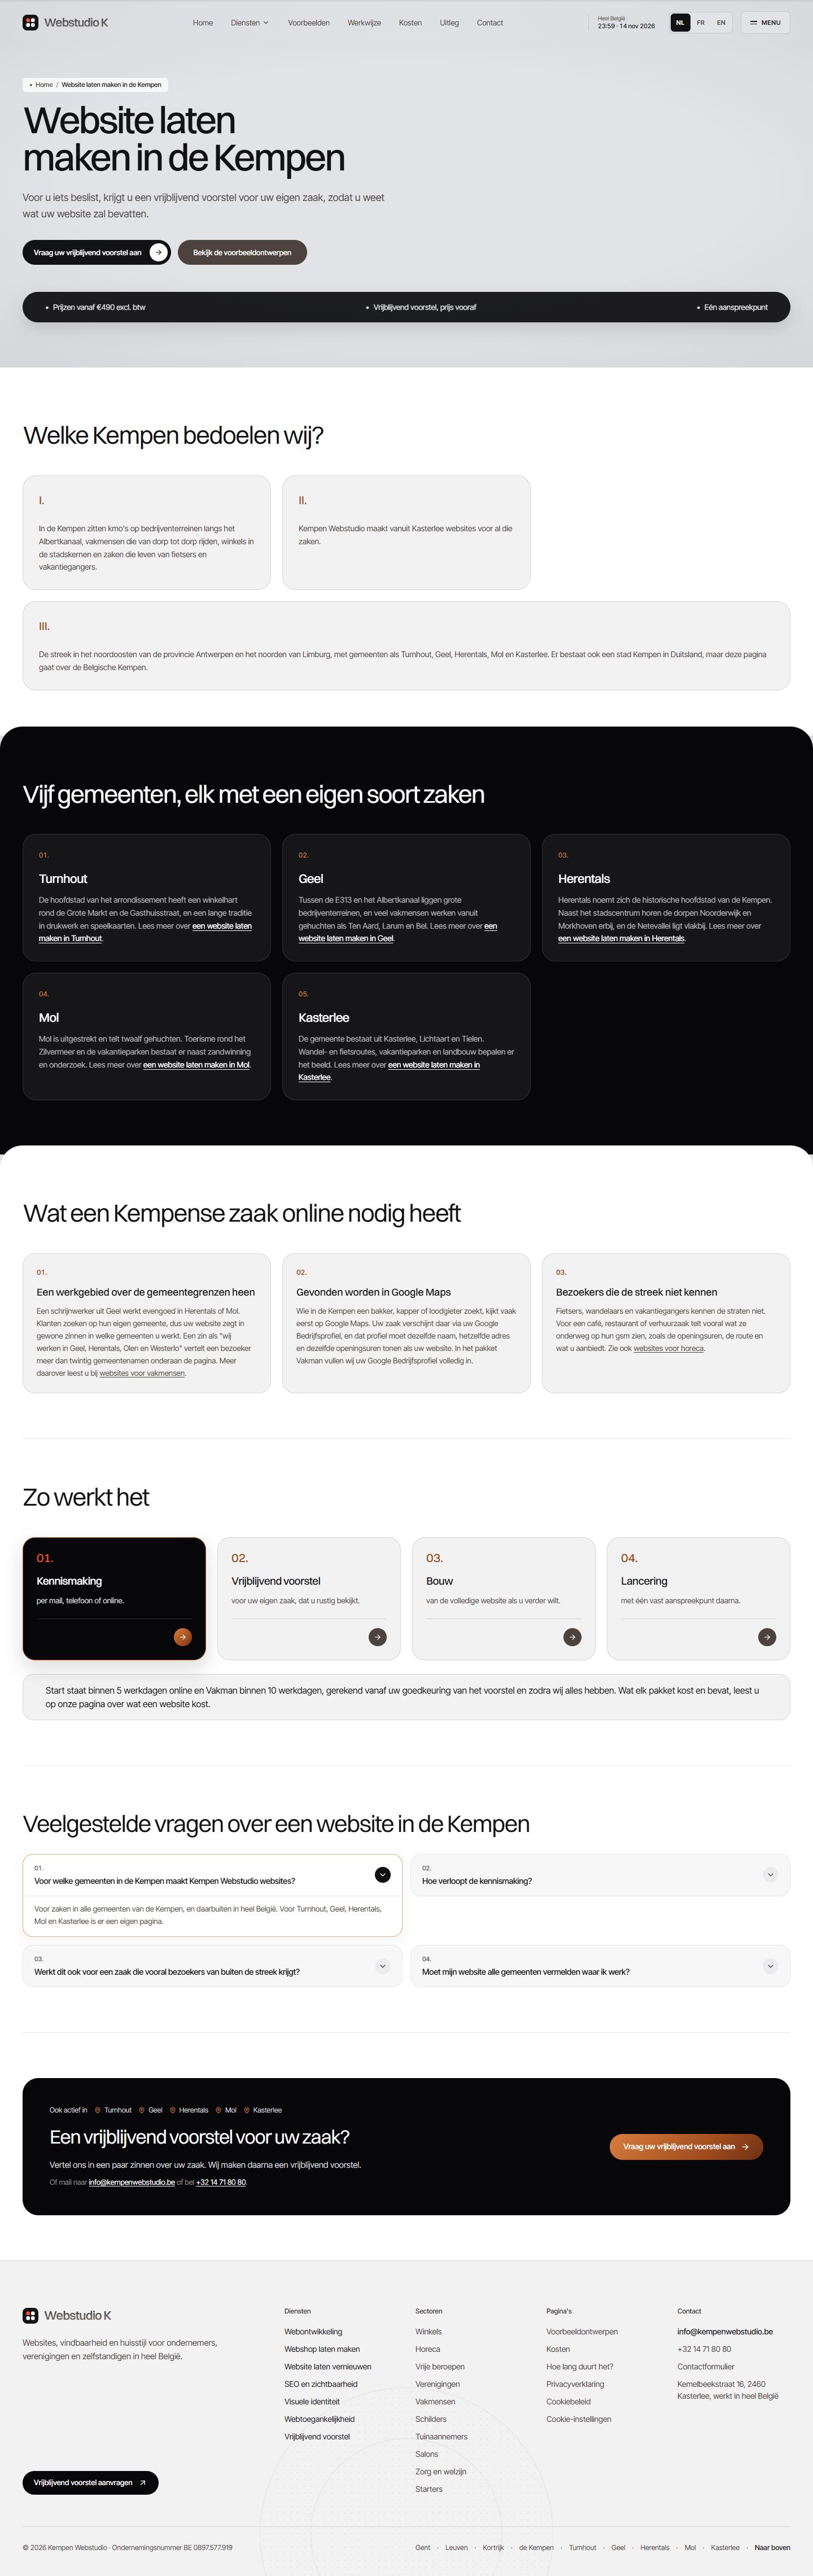 Webstudio K
Home
Diensten
Voorbeelden
Werkwijze
Kosten
Uitleg
Contact
Heel België
23:59 · 14 nov 2026
NL
FR
EN
MENU
Home / Website laten maken in de Kempen
Website laten
maken in de Kempen
Voor u iets beslist, krijgt u een vrijblijvend voorstel voor uw eigen zaak, zodat u weet
wat uw website zal bevatten.
Vraag uw vrijblijvend voorstel aan
Bekijk de voorbeeldontwerpen
Prijzen vanaf €490 excl. btw
Vrijblijvend voorstel, prijs vooraf
Eén aanspreekpunt
Welke Kempen bedoelen wij?
I.
In de Kempen zitten kmo's op bedrijventerreinen langs het
Albertkanaal, vakmensen die van dorp tot dorp rijden, winkels in
de stadskernen en zaken die leven van fietsers en
vakantiegangers.
II.
Kempen Webstudio maakt vanuit Kasterlee websites voor al die
zaken.
III.
De streek in het noordoosten van de provincie Antwerpen en het noorden van Limburg, met gemeenten als Turnhout, Geel, Herentals, Mol en Kasterlee. Er bestaat ook een stad Kempen in Duitsland, maar deze pagina
gaat over de Belgische Kempen.
Vijf gemeenten, elk met een eigen soort zaken
01.
Turnhout
De hoofdstad van het arrondissement heeft een winkelhart
rond de Grote Markt en de Gasthuisstraat, en een lange traditie
in drukwerk en speelkaarten. Lees meer over een website laten
maken in Turnhout.
02.
Geel
Tussen de E313 en het Albertkanaal liggen grote
bedrijventerreinen, en veel vakmensen werken vanuit
gehuchten als Ten Aard, Larum en Bel. Lees meer over een
website laten maken in Geel.
03.
Herentals
Herentals noemt zich de historische hoofdstad van de Kempen.
Naast het stadscentrum horen de dorpen Noorderwijk en
Morkhoven erbij, en de Netevallei ligt vlakbij. Lees meer over
een website laten maken in Herentals.
04.
Mol
Mol is uitgestrekt en telt twaalf gehuchten. Toerisme rond het
Zilvermeer en de vakantieparken bestaat er naast zandwinning
en onderzoek. Lees meer over een website laten maken in Mol.
05.
Kasterlee
De gemeente bestaat uit Kasterlee, Lichtaart en Tielen.
Wandel- en fietsroutes, vakantieparken en landbouw bepalen er
het beeld. Lees meer over een website laten maken in
Kasterlee.
Wat een Kempense zaak online nodig heeft
01.
Een werkgebied over de gemeentegrenzen heen
Een schrijnwerker uit Geel werkt evengoed in Herentals of Mol.
Klanten zoeken op hun eigen gemeente, dus uw website zegt in
gewone zinnen in welke gemeenten u werkt. Een zin als "wij
werken in Geel, Herentals, Olen en Westerlo" vertelt een bezoeker
meer dan twintig gemeentenamen onderaan de pagina. Meer
daarover leest u bij websites voor vakmensen.
02.
Gevonden worden in Google Maps
Wie in de Kempen een bakker, kapper of loodgieter zoekt, kijkt vaak
eerst op Google Maps. Uw zaak verschijnt daar via uw Google
Bedrijfsprofiel, en dat profiel moet dezelfde naam, hetzelfde adres
en dezelfde openingsuren tonen als uw website. In het pakket
Vakman vullen wij uw Google Bedrijfsprofiel volledig in.
03.
Bezoekers die de streek niet kennen
Fietsers, wandelaars en vakantiegangers kennen de straten niet.
Voor een café, restaurant of verhuurzaak telt vooral wat ze
onderweg op hun gsm zien, zoals de openingsuren, de route en
wat u aanbiedt. Zie ook websites voor horeca.
Zo werkt het
01.
Kennismaking
per mail, telefoon of online.
02.
Vrijblijvend voorstel
voor uw eigen zaak, dat u rustig bekijkt.
03.
Bouw
van de volledige website als u verder wilt.
04.
Lancering
met één vast aanspreekpunt daarna.
Start staat binnen 5 werkdagen online en Vakman binnen 10 werkdagen, gerekend vanaf uw goedkeuring van het voorstel en zodra wij alles hebben. Wat elk pakket kost en bevat, leest u
op onze pagina over wat een website kost.
Veelgestelde vragen over een website in de Kempen
01.
Voor welke gemeenten in de Kempen maakt Kempen Webstudio websites?
Voor zaken in alle gemeenten van de Kempen, en daarbuiten in heel België. Voor Turnhout, Geel, Herentals,
Mol en Kasterlee is er een eigen pagina.
02.
Hoe verloopt de kennismaking?
03.
Werkt dit ook voor een zaak die vooral bezoekers van buiten de streek krijgt?
04.
Moet mijn website alle gemeenten vermelden waar ik werk?
Ook actief in Turnhout Geel Herentals Mol Kasterlee
Een vrijblijvend voorstel voor uw zaak?
Vertel ons in een paar zinnen over uw zaak. Wij maken daarna een vrijblijvend voorstel.
Of mail naar info@kempenwebstudio.be of bel +32 14 71 80 80.
Vraag uw vrijblijvend voorstel aan
Webstudio K
Websites, vindbaarheid en huisstijl voor ondernemers,
verenigingen en zelfstandigen in heel België.
Vrijblijvend voorstel aanvragen
Diensten
Webontwikkeling
Webshop laten maken
Website laten vernieuwen
SEO en zichtbaarheid
Visuele identiteit
Webtoegankelijkheid
Vrijblijvend voorstel
Sectoren
Winkels
Horeca
Vrije beroepen
Verenigingen
Vakmensen
Schilders
Tuinaannemers
Salons
Zorg en welzijn
Starters
Pagina's
Voorbeeldontwerpen
Kosten
Hoe lang duurt het?
Privacyverklaring
Cookiebeleid
Cookie-instellingen
Contact
info@kempenwebstudio.be
+32 14 71 80 80
Contactformulier
Kemelbeekstraat 16, 2460
Kasterlee, werkt in heel België
© 2026 Kempen Webstudio · Ondernemingsnummer BE 0897.577.919
Gent · Leuven · Kortrijk · de Kempen · Turnhout · Geel · Herentals · Mol · Kasterlee · Naar boven